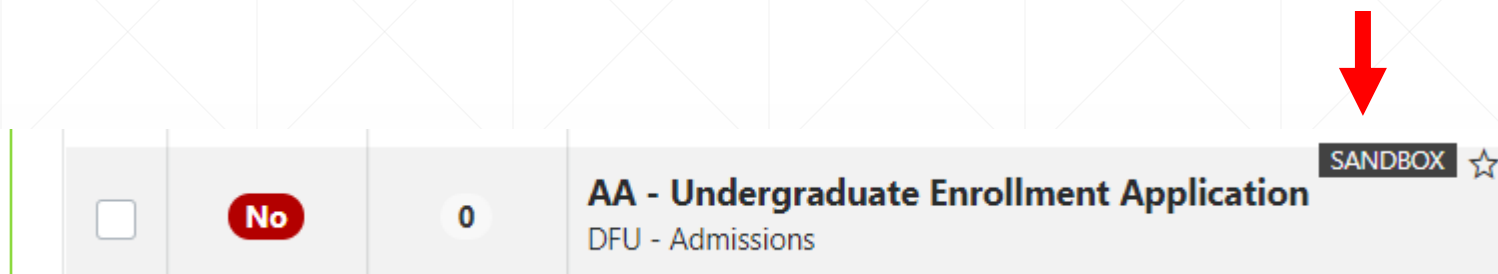 SANDBOX
No
0
AA - Undergraduate Enrollment Application
DFU - Admissions